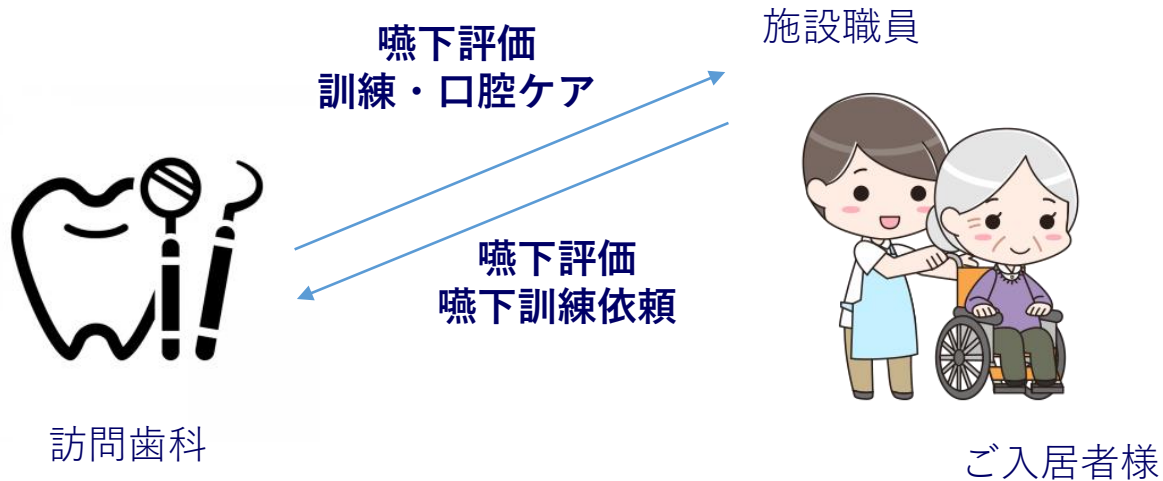 施設職員
嚥下評価
訓練・口腔ケア
嚥下評価
嚥下訓練依頼
訪問歯科
ご入居者様